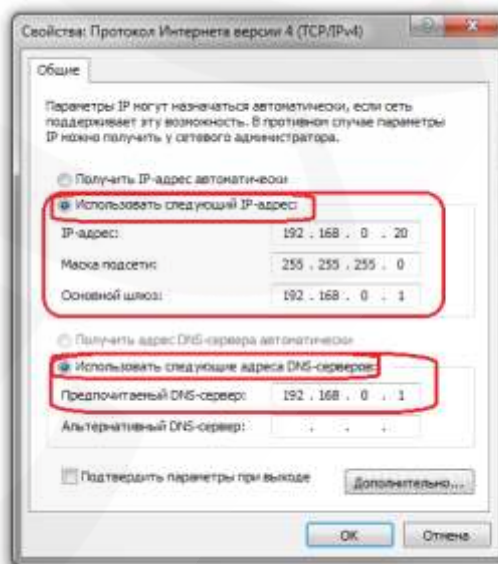 Свойства: Протокол Интернета версии 4 (TCP/IPv4)
Общие
Параметры IP могут назначаться автоматически, если сеть
поддерживает эту возможность. В противном случае параметры
IP можно получить у сетевого администратора.
Получить IP-адрес автоматически
Использовать следующий IP-адрес:
IP-адрес: 192 . 168 . 0 . 20
Маска подсети: 255 . 255 . 255 . 0
Основной шлюз: 192 . 168 . 0 . 1
Получить адрес DNS-сервера автоматически
Использовать следующие адреса DNS-серверов:
Предпочитаемый DNS-сервер: 192 . 168 . 0 . 1
Альтернативный DNS-сервер: . . .
Подтвердить параметры при выходе
Дополнительно...
ОК Отмена